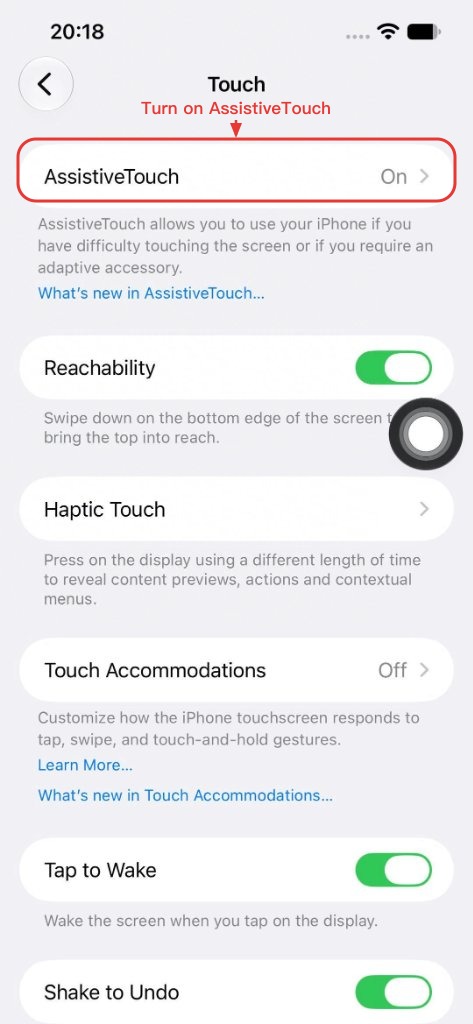 20:18
Touch
Turn on AssistiveTouch
AssistiveTouch
On
AssistiveTouch allows you to use your iPhone if you
have difficulty touching the screen or if you require an
adaptive accessory.
What's new in AssistiveTouch...
Reachability
Swipe down on the bottom edge of the screen
bring the top into reach.
Haptic Touch
Press on the display using a different length of time
to reveal content previews, actions and contextual
menus.
Touch Accommodations
Off
Customize how the iPhone touchscreen responds to
tap, swipe, and touch-and-hold gestures.
Learn More...
What's new in Touch Accommodations...
Tap to Wake
Wake the screen when you tap on the display.
Shake to Undo